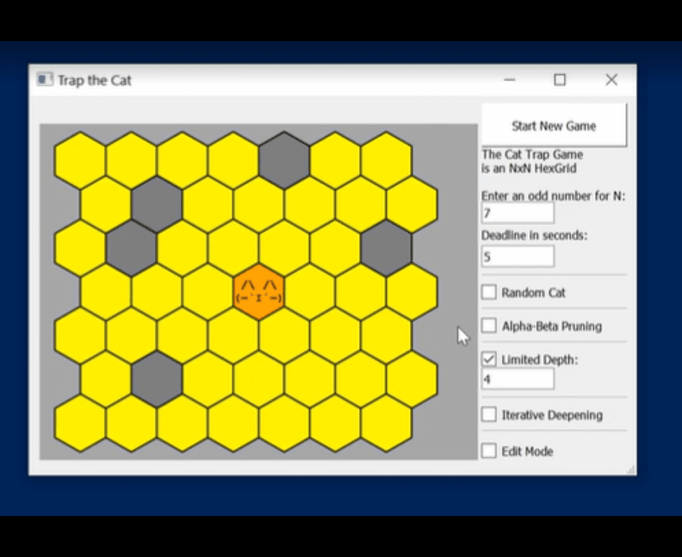 Trap the Cat
Start New Game
The Cat Trap Game
is an NxN HexGrid
Enter an odd number for N:
7
Deadline in seconds:
5
Random Cat
Alpha-Beta Pruning
Limited Depth:
4
Iterative Deepening
Edit Mode